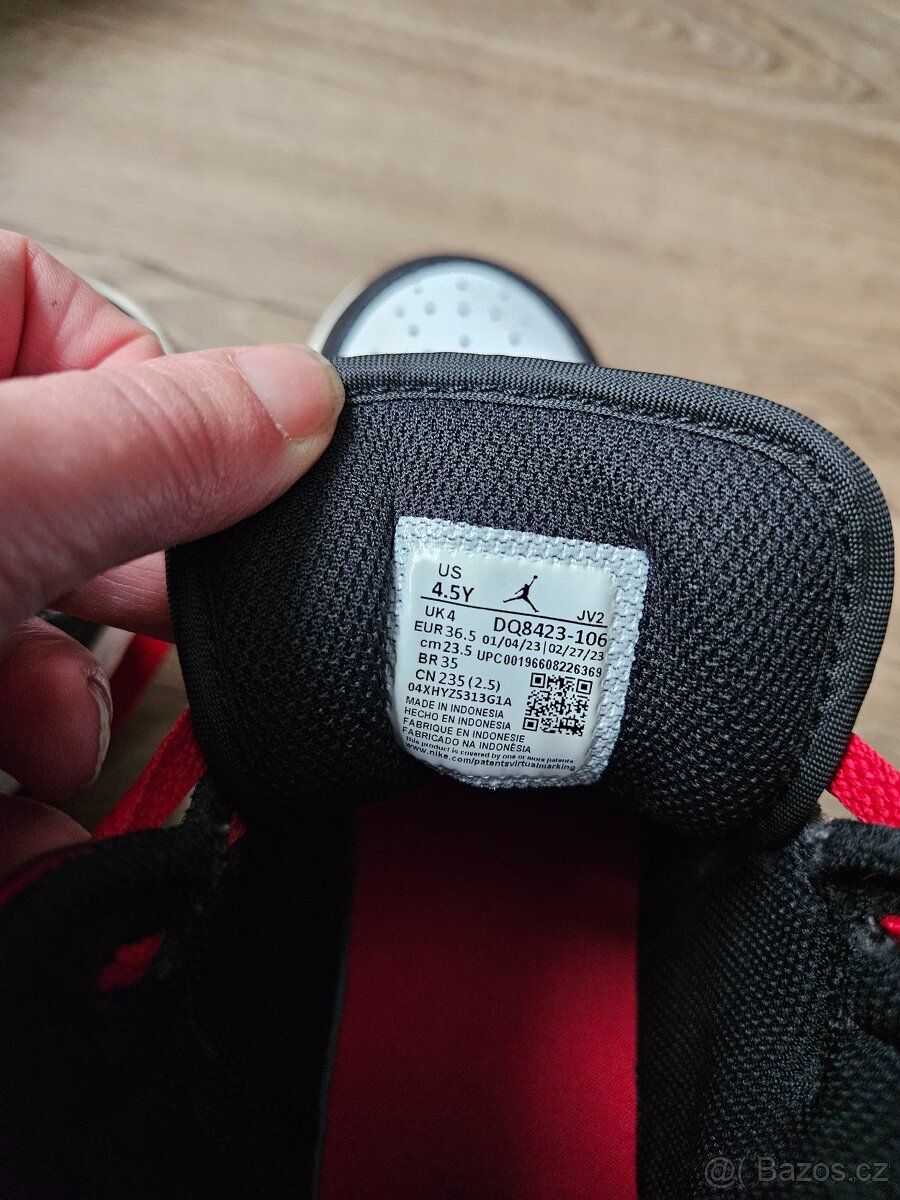 US
4.5Y JV2
UK 4 DQ8423-106
EUR 36.5 01/04/23|02/27/23
cm 23.5 UPC00196608226369
BR 35
CN 235 (2.5)
04XHYZ5313G1A
MADE IN INDONESIA
HECHO EN INDONESIA
FABRIQUE EN INDONESIE
FABRICADO NA INDONÉSIA
This product is covered by one or more patents
www.nike.com/patentsvirtualmarking
@( Bazos.cz